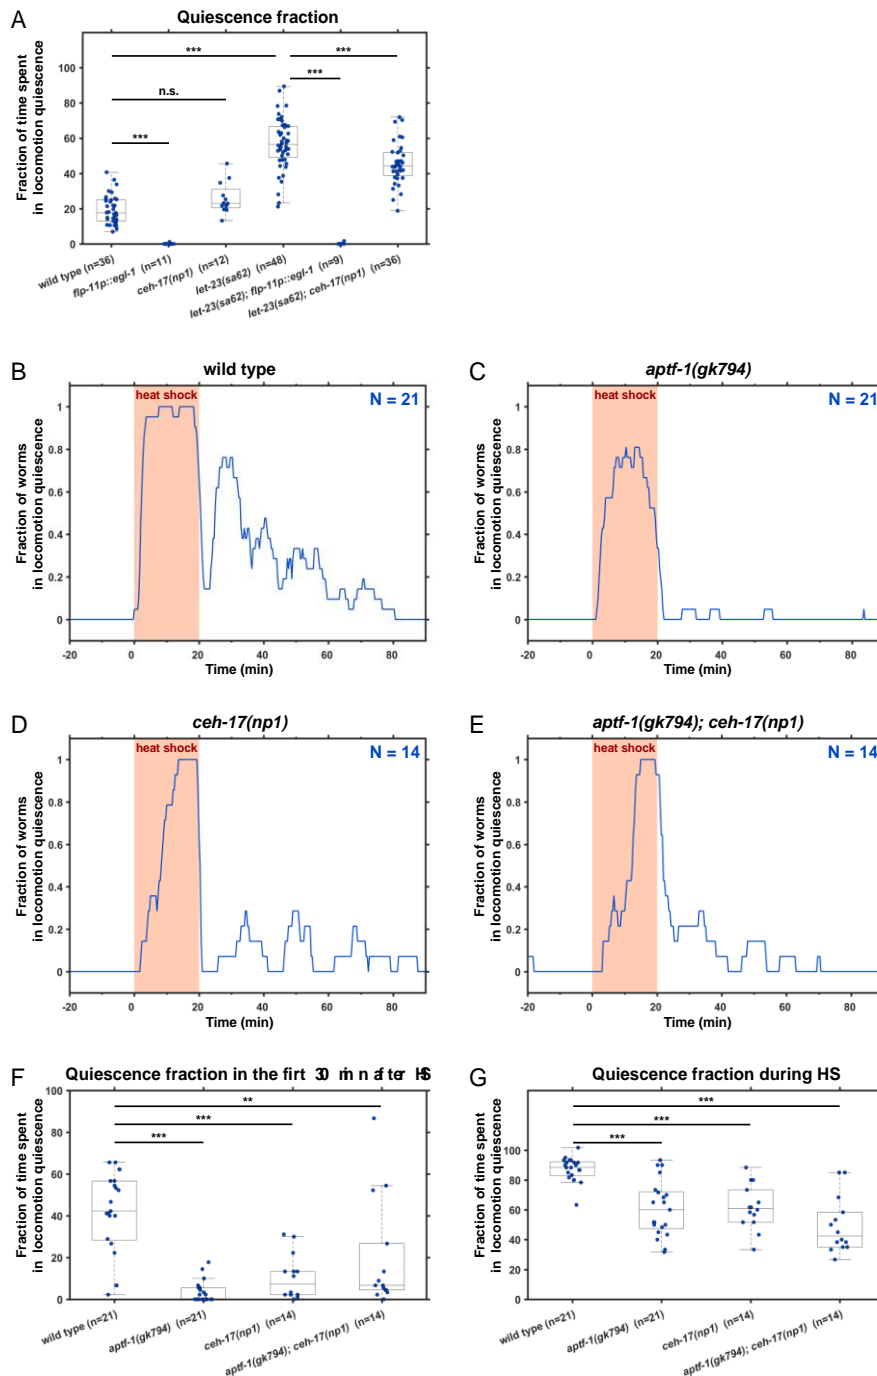 A
Quiescence fraction
Fraction of time spent
in locomotion quiescence
100
80
60
40
20
0
***
***
***
n.s.
***
wild type (n=36)
flp-11p::egl-1 (n=11)
ceh-17(np1) (n=12)
let-23(sa62) (n=48)
let-23(sa62); flp-11p::egl-1 (n=9)
let-23(sa62); ceh-17(np1) (n=36)
B
wild type
heat shock
N = 21
Fraction of worms
in locomotion quiescence
1
0.8
0.6
0.4
0.2
0
-20 0 20 40 60 80
Time (min)
C
aptf-1(gk794)
heat shock
N = 21
Fraction of worms
in locomotion quiescence
1
0.8
0.6
0.4
0.2
0
-20 0 20 40 60 80
Time (min)
D
ceh-17(np1)
heat shock
N = 14
Fraction of worms
in locomotion quiescence
1
0.8
0.6
0.4
0.2
0
-20 0 20 40 60 80
Time (min)
E
aptf-1(gk794); ceh-17(np1)
heat shock
N = 14
Fraction of worms
in locomotion quiescence
1
0.8
0.6
0.4
0.2
0
-20 0 20 40 60 80
Time (min)
F
Quiescence fraction in the firt 30 min after HS
Fraction of time spent
in locomotion quiescence
100
80
60
40
20
0
**
***
***
wild type (n=21)
aptf-1(gk794) (n=21)
ceh-17(np1) (n=14)
aptf-1(gk794); ceh-17(np1) (n=14)
G
Quiescence fraction during HS
Fraction of time spent
in locomotion quiescence
100
80
60
40
20
0
***
***
***
wild type (n=21)
aptf-1(gk794) (n=21)
ceh-17(np1) (n=14)
aptf-1(gk794); ceh-17(np1) (n=14)